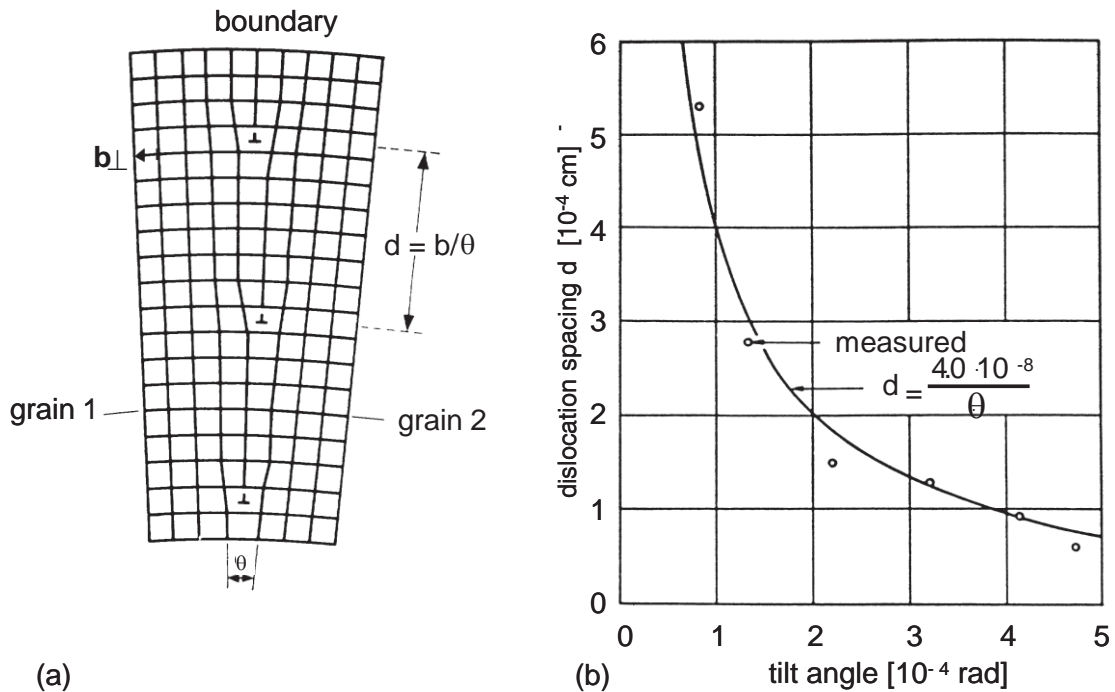 boundary
b⊥
⊥
d = b/θ
⊥
grain 1
grain 2
⊥
θ
(a)
dislocation spacing d [10⁻⁴ cm]
6
5
4
3
2
1
0
measured
d = 4.0 · 10⁻⁸ / θ
0 1 2 3 4 5
tilt angle [10⁻⁴ rad]
(b)